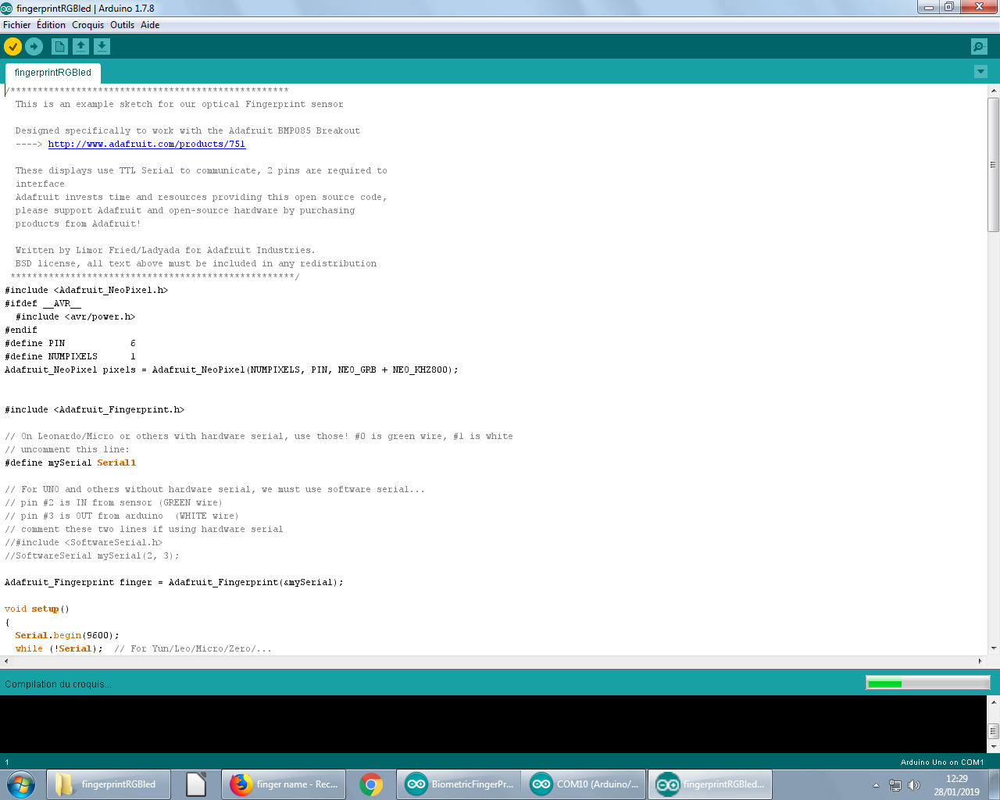 fingerprintRGBled | Arduino 1.7.8
Fichier Édition Croquis Outils Aide
fingerprintRGBled
/***************************************************
This is an example sketch for our optical Fingerprint sensor
Designed specifically to work with the Adafruit BMP085 Breakout
----> http://www.adafruit.com/products/751
These displays use TTL Serial to communicate, 2 pins are required to
interface
Adafruit invests time and resources providing this open source code,
please support Adafruit and open-source hardware by purchasing
products from Adafruit!
Written by Limor Fried/Ladyada for Adafruit Industries.
BSD license, all text above must be included in any redistribution
****************************************************/
#include <Adafruit_NeoPixel.h>
#ifdef __AVR__
#include <avr/power.h>
#endif
#define PIN 6
#define NUMPIXELS 1
Adafruit_NeoPixel pixels = Adafruit_NeoPixel(NUMPIXELS, PIN, NEO_GRB + NEO_KHZ800);
#include <Adafruit_Fingerprint.h>
// On Leonardo/Micro or others with hardware serial, use those! #0 is green wire, #1 is white
// uncomment this line:
#define mySerial Serial1
// For UNO and others without hardware serial, we must use software serial...
// pin #2 is IN from sensor (GREEN wire)
// pin #3 is OUT from arduino (WHITE wire)
// comment these two lines if using hardware serial
//#include <SoftwareSerial.h>
//SoftwareSerial mySerial(2, 3);
Adafruit_Fingerprint finger = Adafruit_Fingerprint(&mySerial);
void setup()
{
Serial.begin(9600);
while (!Serial); // For Yun/Leo/Micro/Zero/...
Compilation du croquis...
1 Arduino Uno on COM1
fingerprintRGBled finger name - Rec... BiometricFingerPr... COM10 (Arduino/... fingerprintRGBled... 12:29
28/01/2019